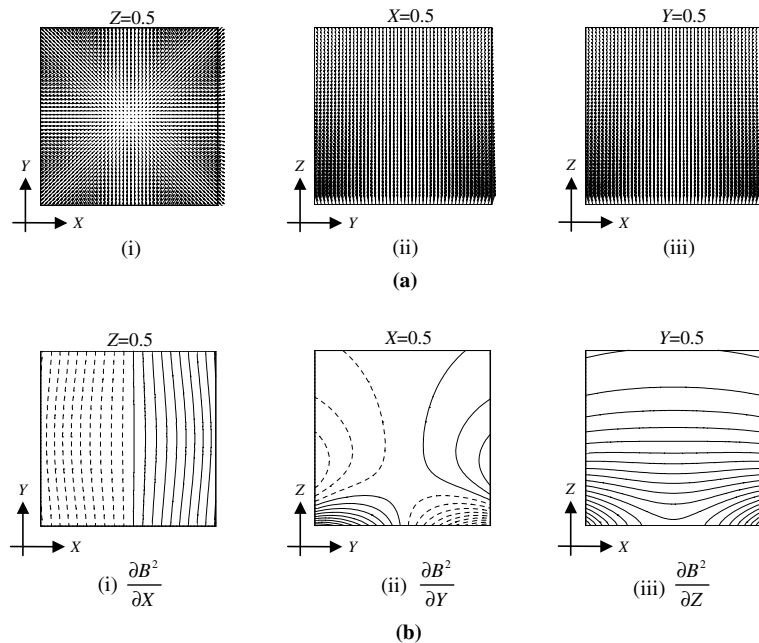 Z=0.5 X=0.5 Y=0.5
Y Z Z
X Y X
(i) (ii) (iii)
(a)
Z=0.5 X=0.5 Y=0.5
Y Z Z
X Y X
(i) ∂B²/∂X (ii) ∂B²/∂Y (iii) ∂B²/∂Z
(b)